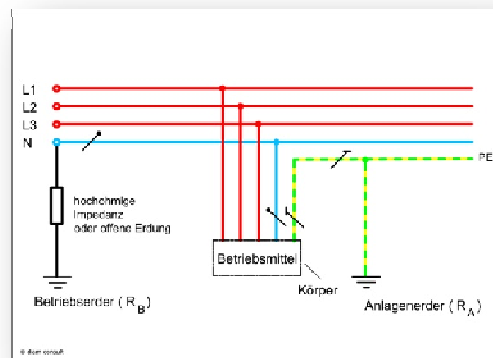 L1
L2
L3
N
PE
hochohmige
Impedanz
oder offene Erdung
Betriebsmittel
Körper
Betriebserder ( R B )
Anlagenerder ( R A )